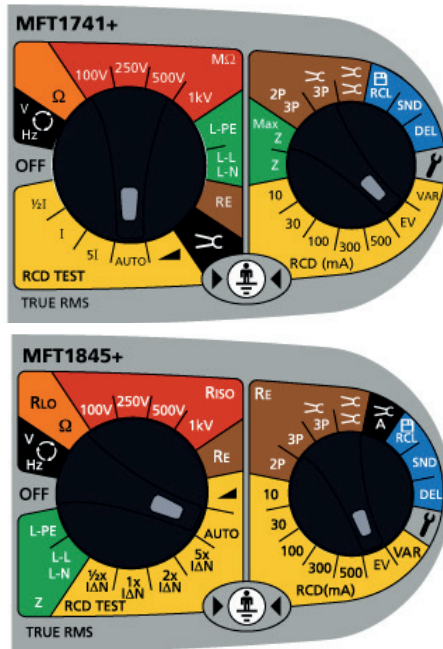 MFT1741+
100V 250V 500V 1kV MΩ
Ω
V
Hz
OFF
L-PE
L-L
L-N
RE
½I
I
5I
AUTO
RCD TEST
TRUE RMS
2P
3P
3P
RCL
SND
DEL
Max
Z
Z
VAR
EV
10
30
100
300
500
RCD (mA)
MFT1845+
RLO
Ω
100V 250V 500V 1kV RISO
V
Hz
OFF
RE
AUTO
L-PE
L-L
L-N
Z
½x
IΔN
1x
IΔN
2x
IΔN
5x
IΔN
RCD TEST
TRUE RMS
RE
2P
3P
3P
A
RCL
SND
DEL
VAR
EV
10
30
100
300
500
RCD(mA)